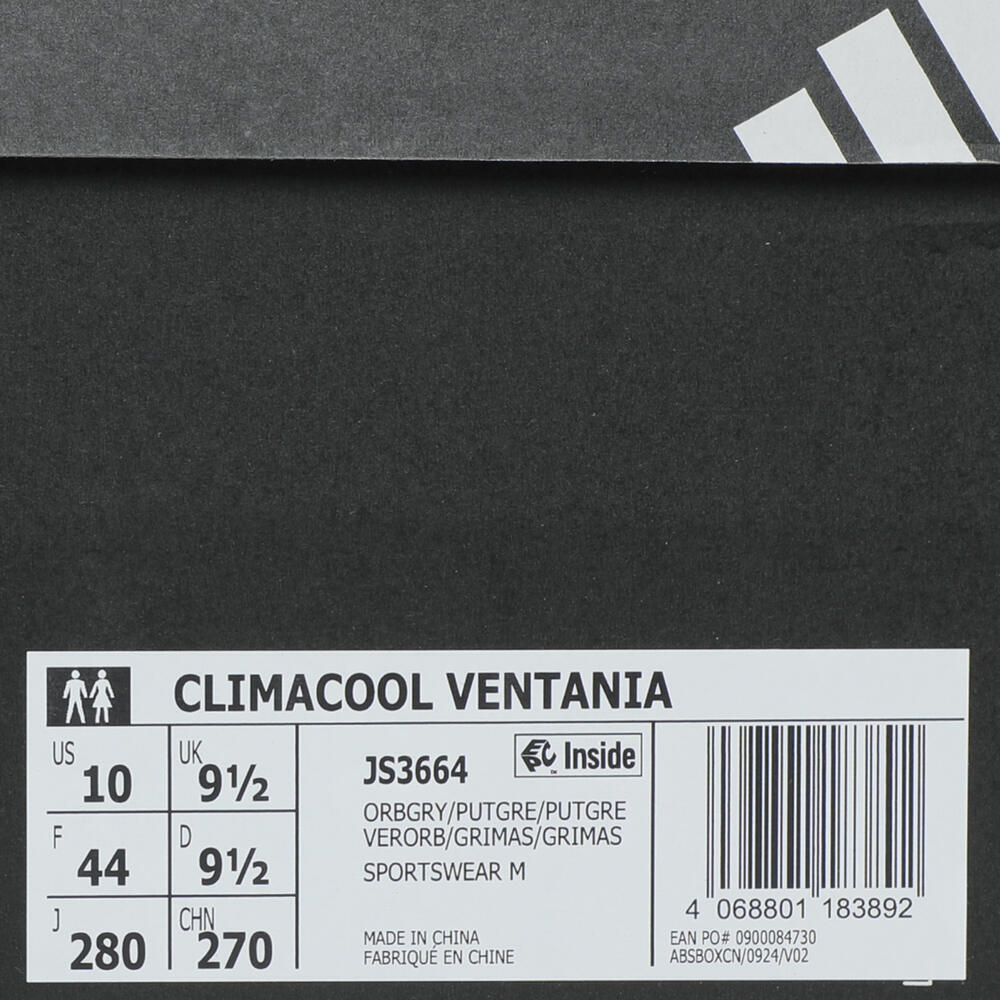 CLIMACOOL VENTANIA
US 10
UK 9½
F 44
D 9½
J 280
CHN 270
JS3664
Inside
ORBGRY/PUTGRE/PUTGRE
VERORB/GRIMAS/GRIMAS
SPORTSWEAR M
MADE IN CHINA
FABRIQUÉ EN CHINE
4 068801 183892
EAN PO# 0900084730
ABSBOXCN/0924/V02